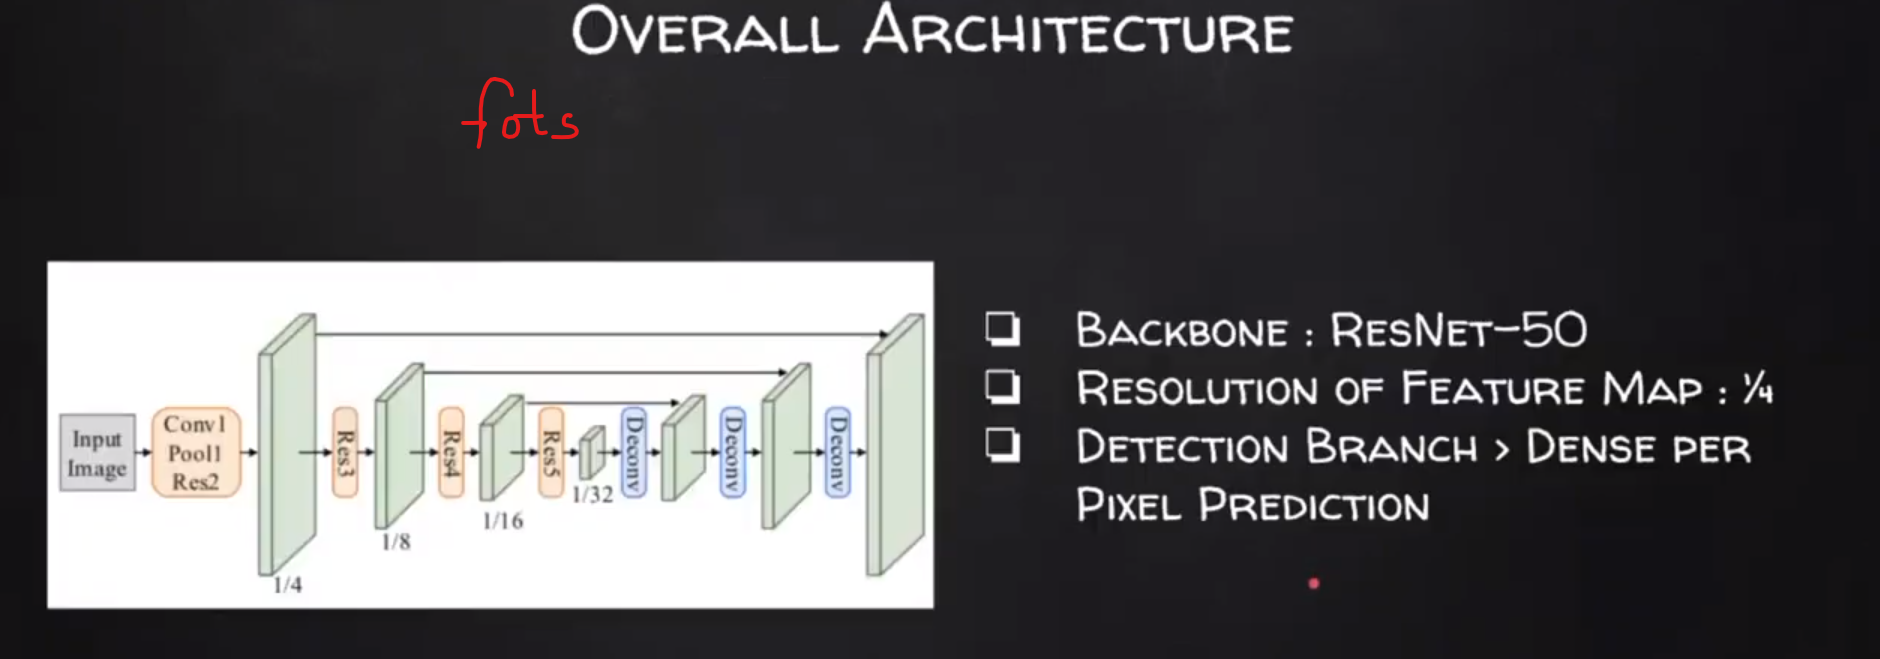 OVERALL ARCHITECTURE
fots
Input
Image
Conv1
Pool1
Res2
1/4
Res3
1/8
Res4
1/16
Res5
1/32
Deconv
Deconv
Deconv
❑ BACKBONE : RESNET-50
❑ RESOLUTION OF FEATURE MAP : ¼
❑ DETECTION BRANCH > DENSE PER
PIXEL PREDICTION